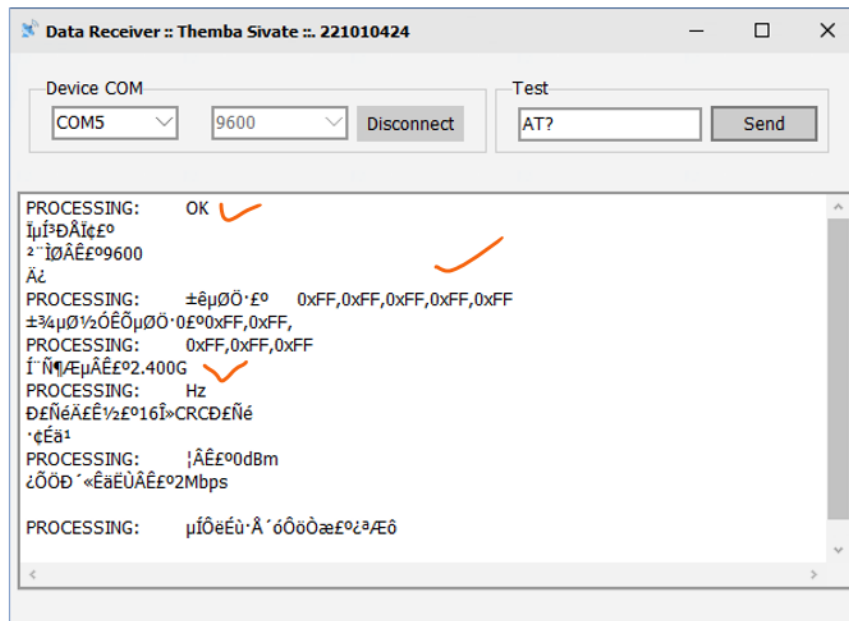 Data Receiver :: Themba Sivate ::. 221010424
Device COM
COM5 9600 Disconnect
Test
AT? Send
PROCESSING: OK
ÏµÍ³ÐÅÏ¢£º
²¨ÌØÂÊ£º9600
Ä¿
PROCESSING: ±êµØÖ·£º 0xFF,0xFF,0xFF,0xFF,0xFF
±¾µØ½ÓÊÕµØÖ·0£º0xFF,0xFF,
PROCESSING: 0xFF,0xFF,0xFF
Í¨Ñ¶ÆµÂÊ£º2.400G
PROCESSING: Hz
Ð£ÑéÄ£Ê½£º16Î»CRCÐ£Ñé
·¢Éä¹
PROCESSING: ¦ÂÊ£º0dBm
¿ÕÖÐ´«ÊäËÙÂÊ£º2Mbps
PROCESSING: µÍÔëÉù·Å´óÔöÒæ£º¿ªÆô